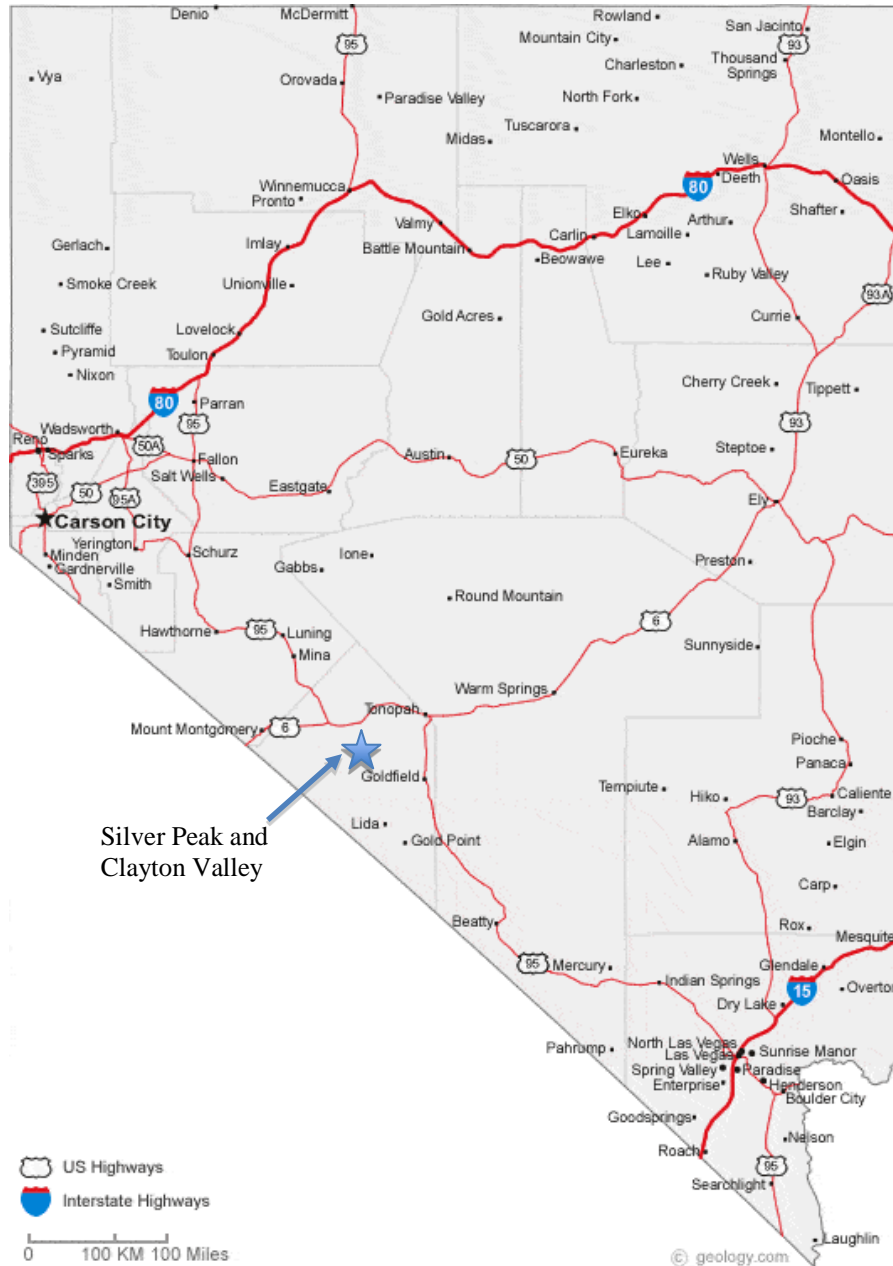 Denio
McDermitt
95
Rowland
San Jacinto
Mountain City
93
Vya
Orovada
Charleston
Thousand
Springs
Paradise Valley
North Fork
Tuscarora
Midas
Montello
Wells
Winnemucca
Pronto
80
Deeth
Oasis
Valmy
Elko
Arthur
Shafter
Gerlach
Imlay
Battle Mountain
Carlin
Lamoille
Beowawe
Lee
Ruby Valley
Smoke Creek
Unionville
93A
Sutcliffe
Lovelock
Gold Acres
Currie
Pyramid
Toulon
Nixon
Cherry Creek
Tippett
80
Parran
95
93
Wadsworth
Reno
Sparks
50A
Fallon
Austin
50
Eureka
Steptoe
395
50
95A
Salt Wells
Eastgate
Ely
Carson City
Yerington
Minden
Gardnerville
Schurz
Ione
Gabbs
Preston
Smith
Round Mountain
Hawthorne
95
Luning
6
Sunnyside
Mina
Warm Springs
Tonopah
Mount Montgomery
6
Pioche
Panaca
Goldfield
Tempiute
Hiko
93
Caliente
Barclay
Silver Peak and
Clayton Valley
Lida
Gold Point
Alamo
Elgin
Carp
Beatty
Rox
Mesquite
95
Mercury
Glendale
Indian Springs
15
Overton
Dry Lake
Pahrump
North Las Vegas
Las Vegas
Sunrise Manor
Spring Valley
Paradise
Enterprise
Henderson
Boulder City
Goodsprings
Nelson
Roach
95
US Highways
Searchlight
Interstate Highways
Laughlin
0 100 KM 100 Miles
© geology.com